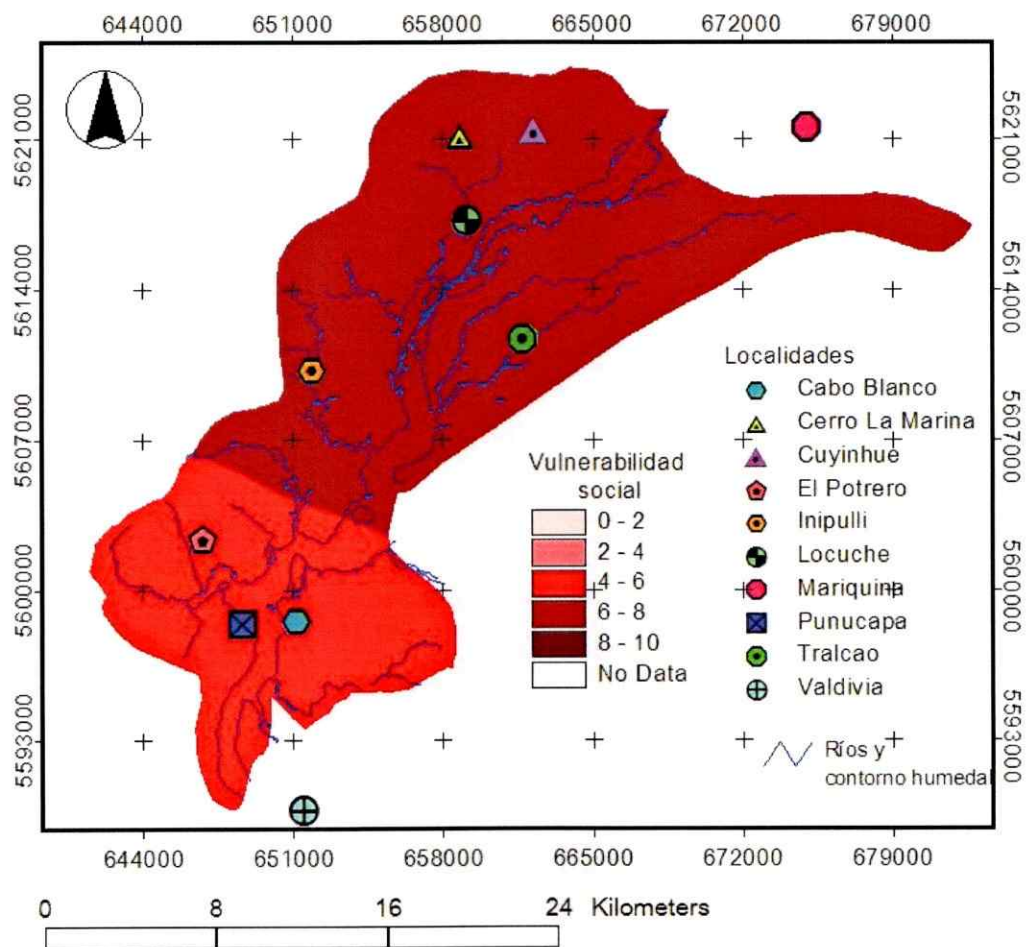 644000 651000 658000 665000 672000 679000
5621000
5614000
5607000
5600000
5593000
5621000
5614000
5607000
5600000
5593000
Localidades
Cabo Blanco
Cerro La Marina
Cuyinhue
El Potrero
Inipulli
Locuche
Mariquina
Punucapa
Tralcao
Valdivia
Ríos y
contorno humedal
Vulnerabilidad
social
0 - 2
2 - 4
4 - 6
6 - 8
8 - 10
No Data
644000 651000 658000 665000 672000 679000
0 8 16 24 Kilometers